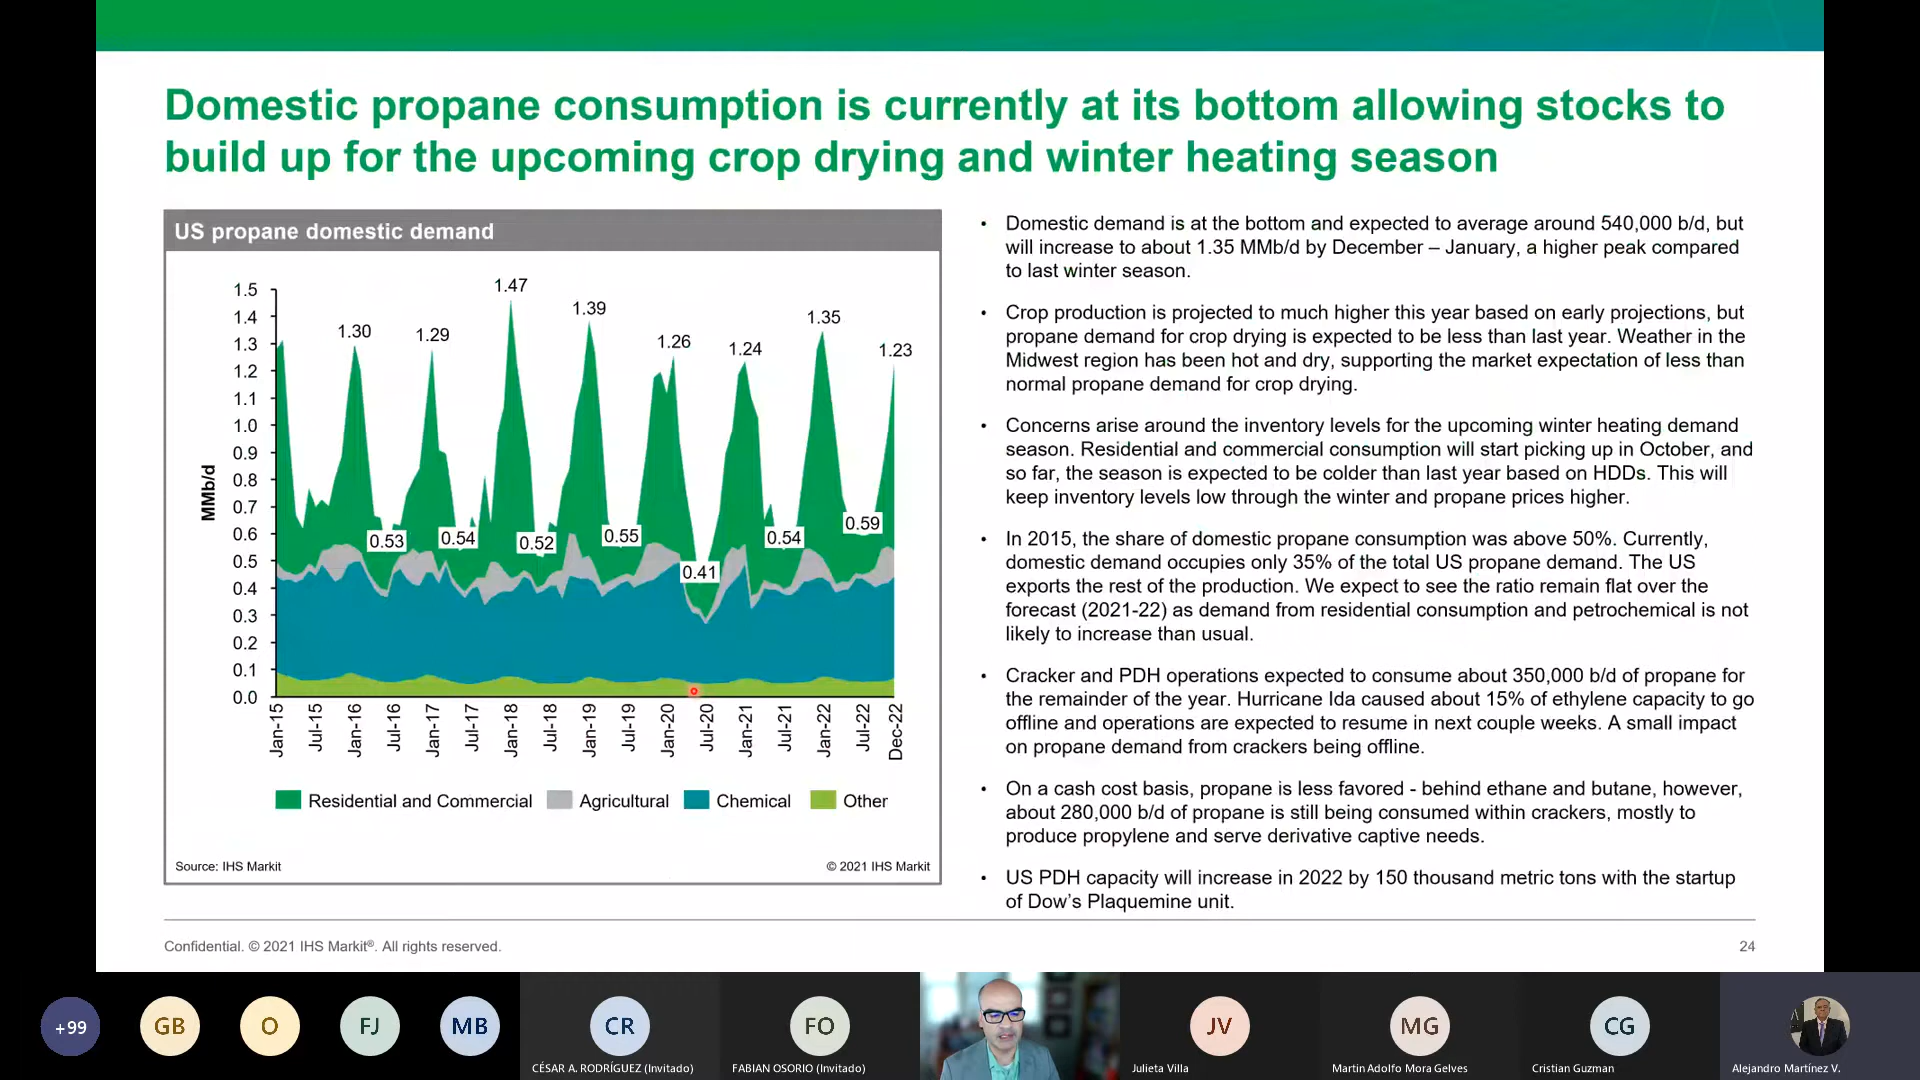 Domestic propane consumption is currently at its bottom allowing stocks to
build up for the upcoming crop drying and winter heating season
US propane domestic demand
1.5
1.4
1.3
1.2
1.1
1.0
0.9
0.8
0.7
0.6
0.5
0.4
0.3
0.2
0.1
0.0
MMb/d
1.30
1.29
1.47
1.39
1.26
1.24
1.35
1.23
0.53
0.54
0.52
0.55
0.41
0.54
0.59
Jan-15
Jul-15
Jan-16
Jul-16
Jan-17
Jul-17
Jan-18
Jul-18
Jan-19
Jul-19
Jan-20
Jul-20
Jan-21
Jul-21
Jan-22
Jul-22
Dec-22
Residential and Commercial Agricultural Chemical Other
Source: IHS Markit © 2021 IHS Markit
• Domestic demand is at the bottom and expected to average around 540,000 b/d, but
will increase to about 1.35 MMb/d by December – January, a higher peak compared
to last winter season.
• Crop production is projected to much higher this year based on early projections, but
propane demand for crop drying is expected to be less than last year. Weather in the
Midwest region has been hot and dry, supporting the market expectation of less than
normal propane demand for crop drying.
• Concerns arise around the inventory levels for the upcoming winter heating demand
season. Residential and commercial consumption will start picking up in October, and
so far, the season is expected to be colder than last year based on HDDs. This will
keep inventory levels low through the winter and propane prices higher.
• In 2015, the share of domestic propane consumption was above 50%. Currently,
domestic demand occupies only 35% of the total US propane demand. The US
exports the rest of the production. We expect to see the ratio remain flat over the
forecast (2021-22) as demand from residential consumption and petrochemical is not
likely to increase than usual.
• Cracker and PDH operations expected to consume about 350,000 b/d of propane for
the remainder of the year. Hurricane Ida caused about 15% of ethylene capacity to go
offline and operations are expected to resume in next couple weeks. A small impact
on propane demand from crackers being offline.
• On a cash cost basis, propane is less favored - behind ethane and butane, however,
about 280,000 b/d of propane is still being consumed within crackers, mostly to
produce propylene and serve derivative captive needs.
• US PDH capacity will increase in 2022 by 150 thousand metric tons with the startup
of Dow’s Plaquemine unit.
Confidential. © 2021 IHS Markit®. All rights reserved. 24
+99 GB O FJ MB CR FO JV MG CG
CÉSAR A. RODRÍGUEZ (Invitado) FABIAN OSORIO (Invitado) Julieta Villa Martin Adolfo Mora Gelves Cristian Guzman Alejandro Martínez V.